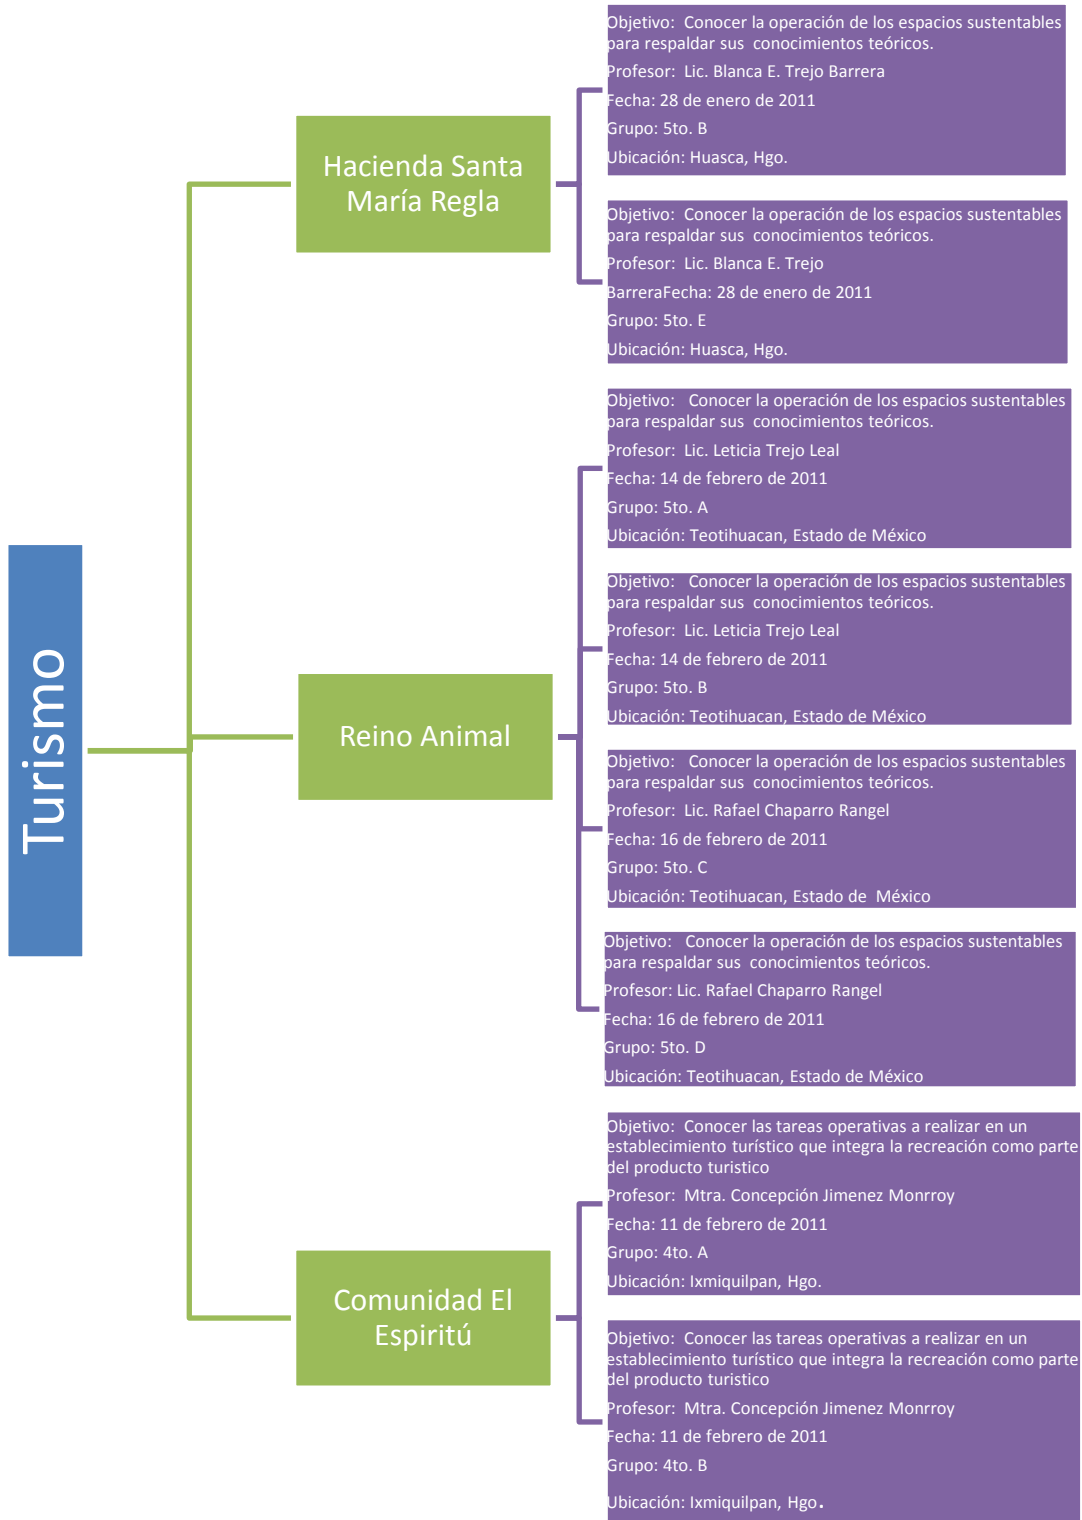 Turismo
Hacienda Santa
María Regla
Objetivo: Conocer la operación de los espacios sustentables
para respaldar sus conocimientos teóricos.
Profesor: Lic. Blanca E. Trejo Barrera
Fecha: 28 de enero de 2011
Grupo: 5to. B
Ubicación: Huasca, Hgo.
Objetivo: Conocer la operación de los espacios sustentables
para respaldar sus conocimientos teóricos.
Profesor: Lic. Blanca E. Trejo
BarreraFecha: 28 de enero de 2011
Grupo: 5to. E
Ubicación: Huasca, Hgo.
Reino Animal
Objetivo: Conocer la operación de los espacios sustentables
para respaldar sus conocimientos teóricos.
Profesor: Lic. Leticia Trejo Leal
Fecha: 14 de febrero de 2011
Grupo: 5to. A
Ubicación: Teotihuacan, Estado de México
Objetivo: Conocer la operación de los espacios sustentables
para respaldar sus conocimientos teóricos.
Profesor: Lic. Leticia Trejo Leal
Fecha: 14 de febrero de 2011
Grupo: 5to. B
Ubicación: Teotihuacan, Estado de México
Objetivo: Conocer la operación de los espacios sustentables
para respaldar sus conocimientos teóricos.
Profesor: Lic. Rafael Chaparro Rangel
Fecha: 16 de febrero de 2011
Grupo: 5to. C
Ubicación: Teotihuacan, Estado de México
Objetivo: Conocer la operación de los espacios sustentables
para respaldar sus conocimientos teóricos.
Profesor: Lic. Rafael Chaparro Rangel
Fecha: 16 de febrero de 2011
Grupo: 5to. D
Ubicación: Teotihuacan, Estado de México
Comunidad El
Espiritú
Objetivo: Conocer las tareas operativas a realizar en un
establecimiento turístico que integra la recreación como parte
del producto turistico
Profesor: Mtra. Concepción Jimenez Monrroy
Fecha: 11 de febrero de 2011
Grupo: 4to. A
Ubicación: Ixmiquilpan, Hgo.
Objetivo: Conocer las tareas operativas a realizar en un
establecimiento turístico que integra la recreación como parte
del producto turistico
Profesor: Mtra. Concepción Jimenez Monrroy
Fecha: 11 de febrero de 2011
Grupo: 4to. B
Ubicación: Ixmiquilpan, Hgo.